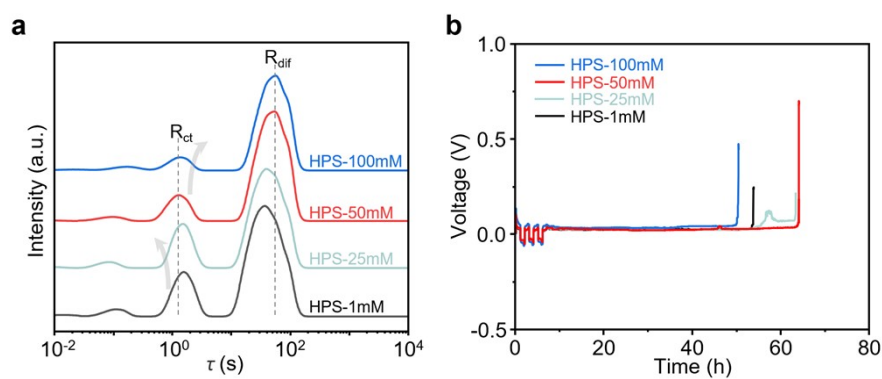 a
R_dif
R_ct
HPS-100mM
HPS-50mM
HPS-25mM
HPS-1mM
Intensity (a.u.)
10^-2
10^0
10^2
10^4
τ (s)
b
HPS-100mM
HPS-50mM
HPS-25mM
HPS-1mM
Voltage (V)
1.0
0.5
0.0
-0.5
0
20
40
60
80
Time (h)